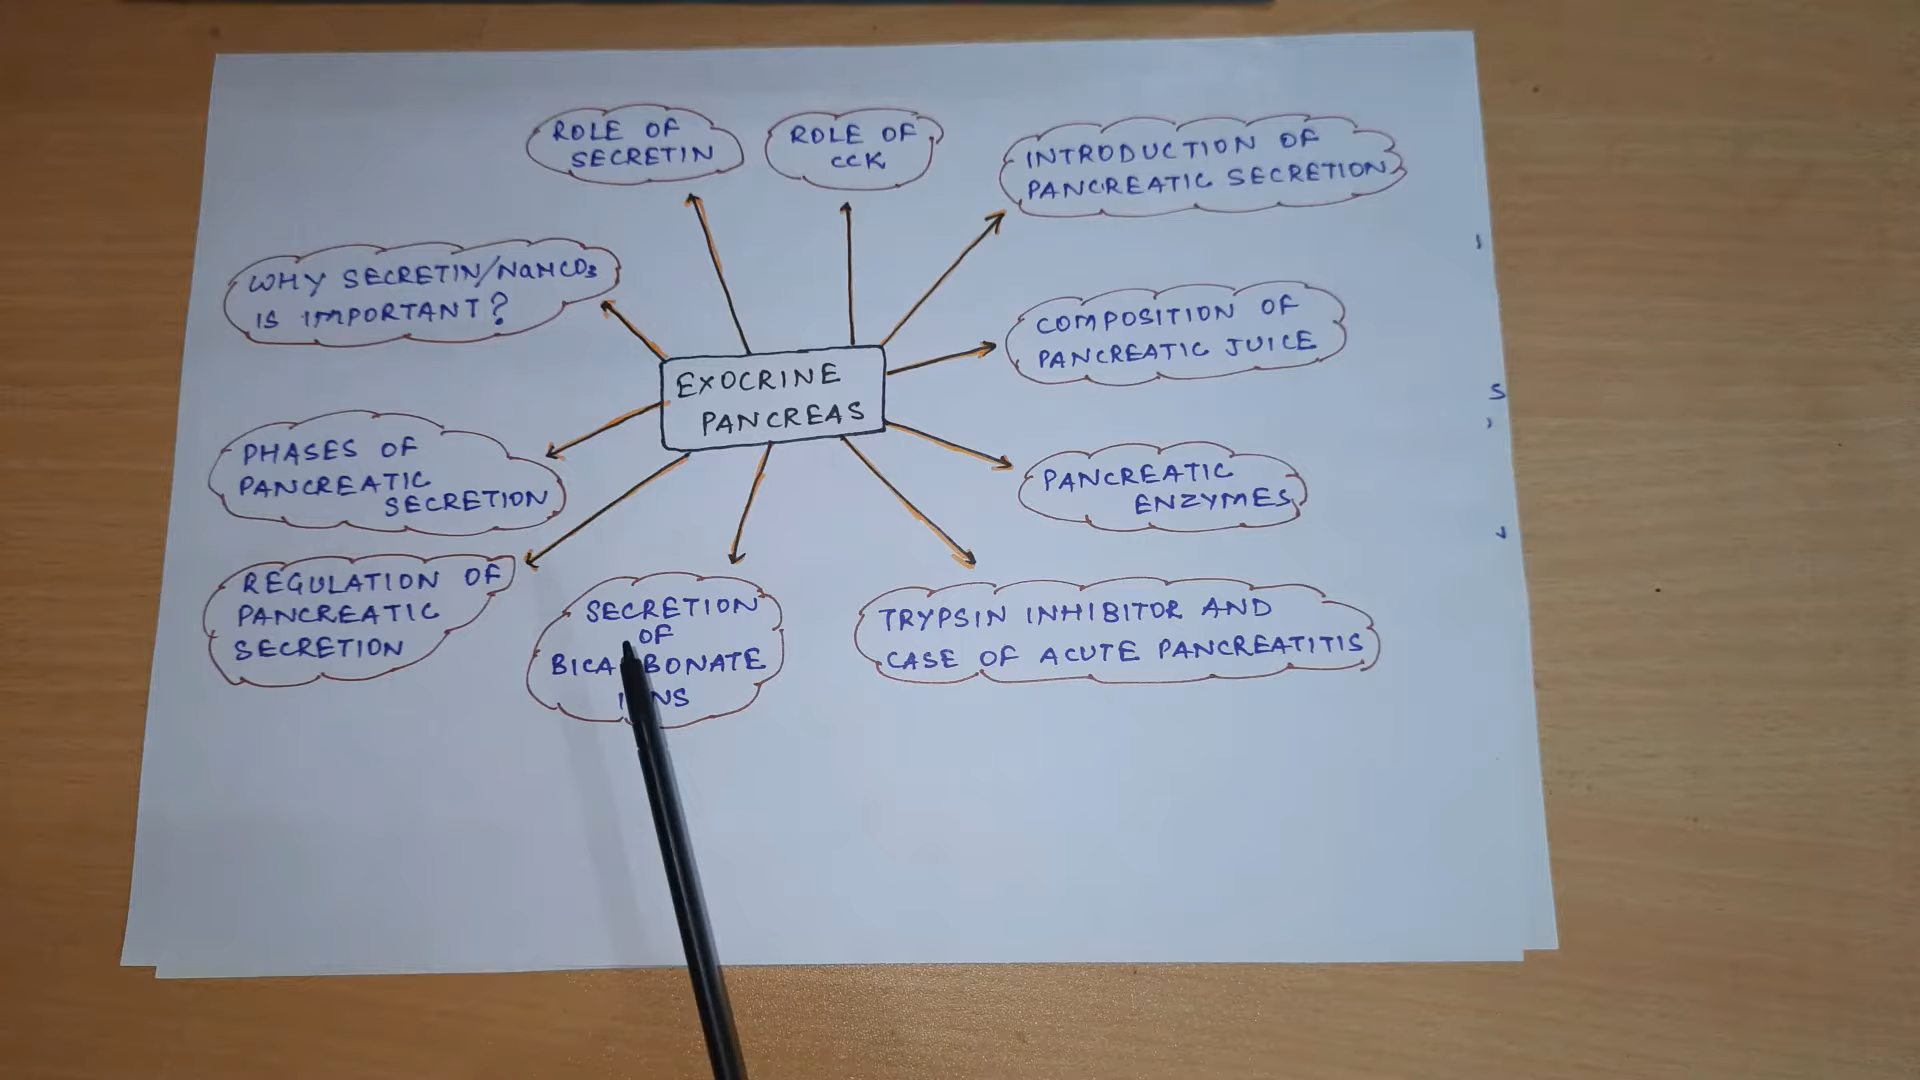 ROLE OF
SECRETIN
ROLE OF
CCK
INTRODUCTION OF
PANCREATIC SECRETION
WHY SECRETIN/NaHCO3
IS IMPORTANT?
COMPOSITION OF
PANCREATIC JUICE
EXOCRINE
PANCREAS
PHASES OF
PANCREATIC
SECRETION
PANCREATIC
ENZYMES
REGULATION OF
PANCREATIC
SECRETION
SECRETION
OF
BICARBONATE
IONS
TRYPSIN INHIBITOR AND
CASE OF ACUTE PANCREATITIS
S